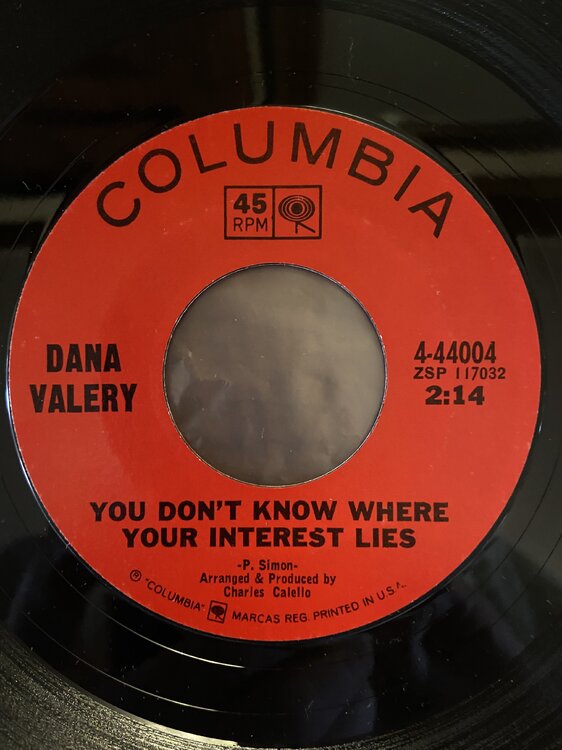 COLUMBIA
45
RPM
DANA
VALERY
4-44004
ZSP 117032
2:14
YOU DON'T KNOW WHERE
YOUR INTEREST LIES
-P. Simon-
Arranged & Produced by
Charles Calello
® "COLUMBIA" MARCAS REG. PRINTED IN U.S.A.